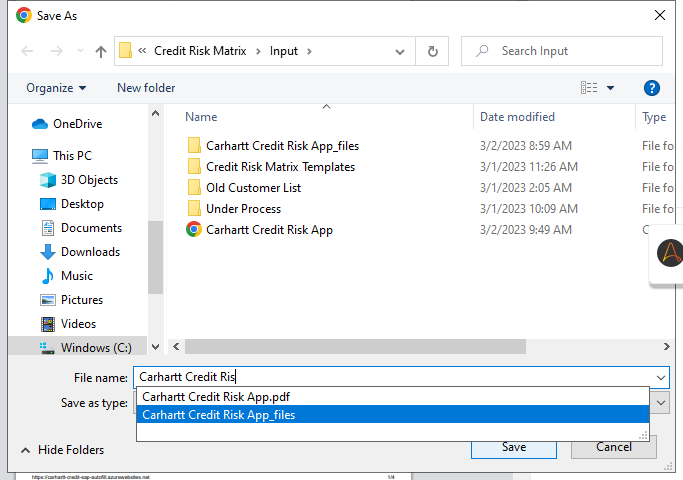 Save As
« Credit Risk Matrix > Input >
Search Input
Organize New folder ?
Name Date modified Type
OneDrive
This PC
3D Objects
Desktop
Documents
Downloads
Music
Pictures
Videos
Windows (C:)
Carhartt Credit Risk App_files 3/2/2023 8:59 AM File fo
Credit Risk Matrix Templates 3/1/2023 11:26 AM File fo
Old Customer List 3/1/2023 2:05 AM File fo
Under Process 3/1/2023 10:09 AM File fo
Carhartt Credit Risk App 3/2/2023 9:49 AM
File name: Carhartt Credit Ris
Save as type:
Carhartt Credit Risk App.pdf
Carhartt Credit Risk App_files
Hide Folders
Save Cancel
https://carhartt-credit-sap-autofill.azurewebsites.net 1/4